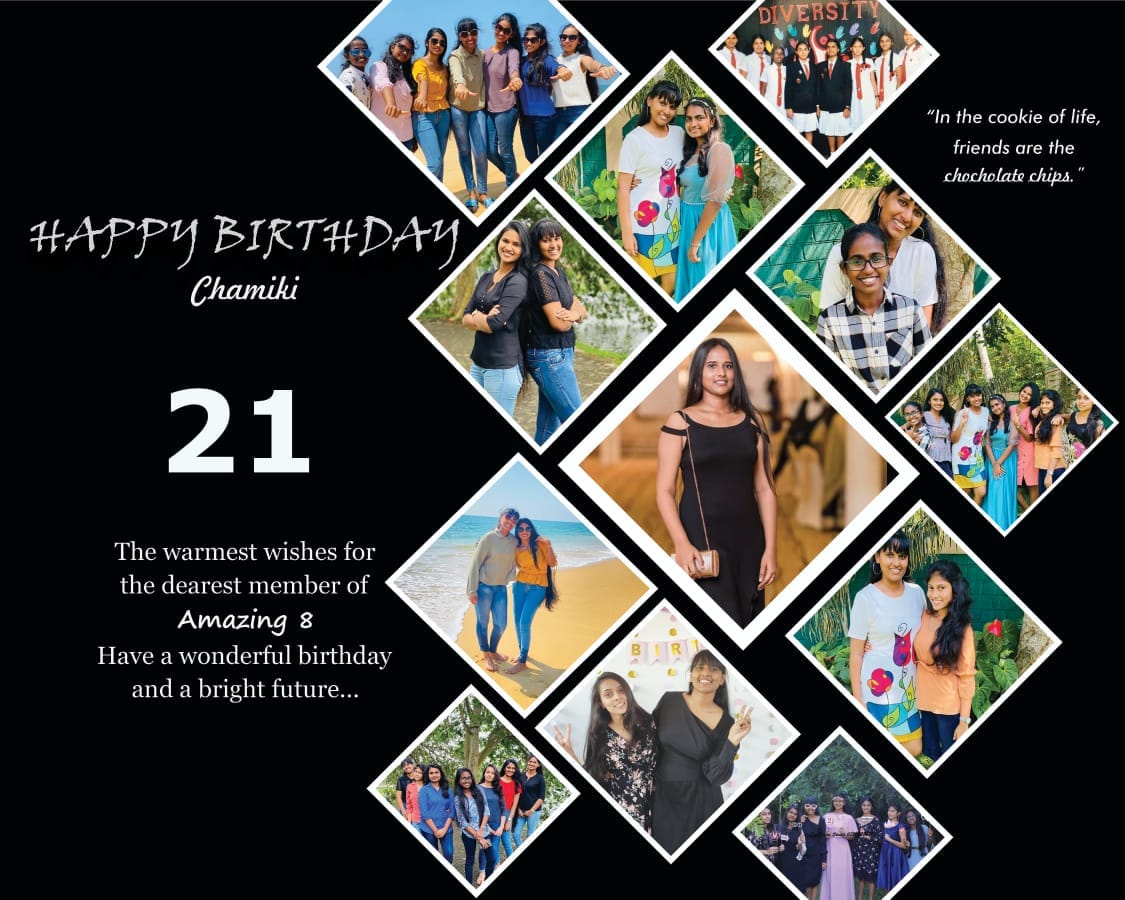 DIVERSITY
“In the cookie of life,
friends are the
chocholate chips."
HAPPY BIRTHDAY
Chamiki
21
The warmest wishes for
the dearest member of
Amazing 8
Have a wonderful birthday
and a bright future...
BIRT